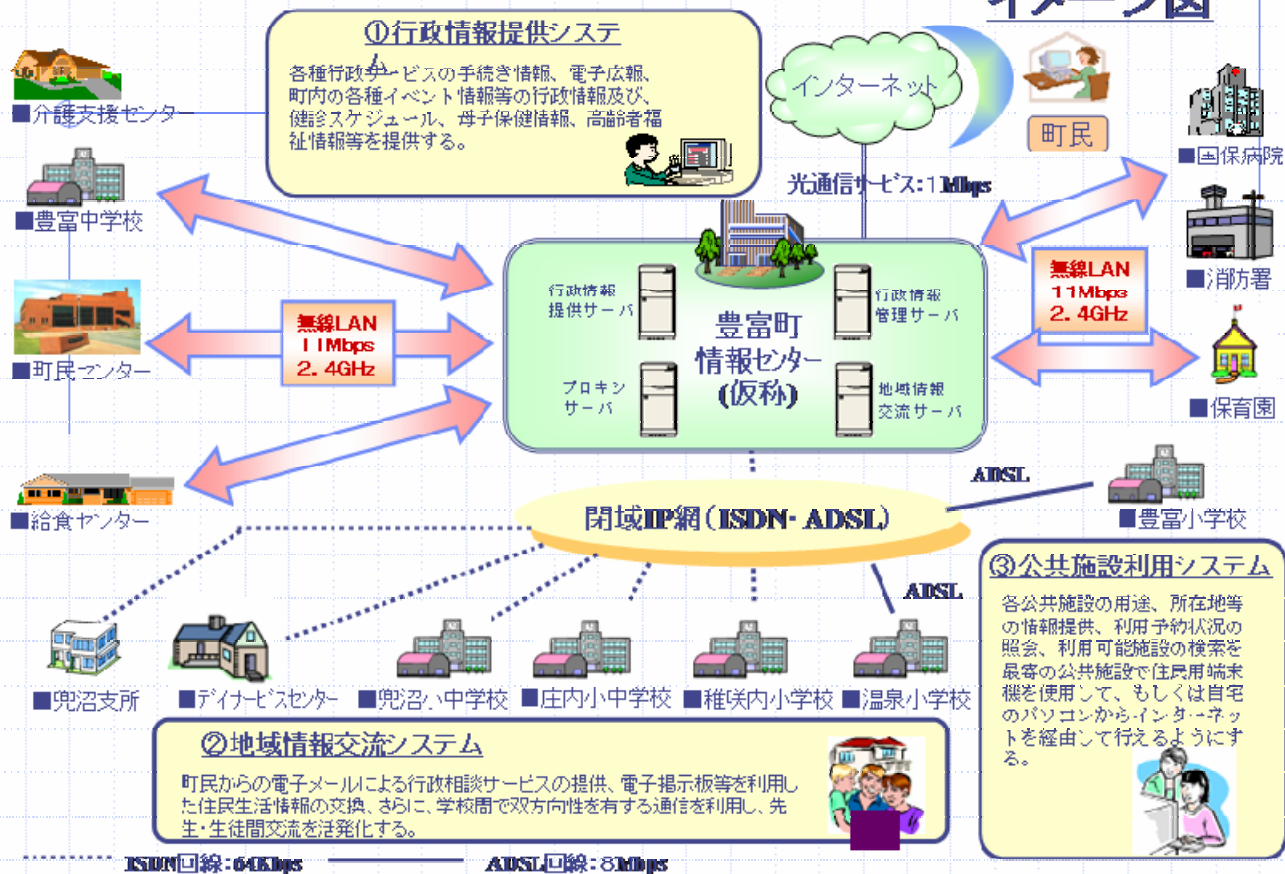 イメージ図
①行政情報提供システ
ム
各種行政サービスの手続き情報、電子広報、
町内の各種イベント情報等の行政情報及び、
健診スケジュール、母子保健情報、高齢者福
祉情報等を提供する。
インターネット
町民
光通信サービス:1Mbps
■介護支援センター
■豊富中学校
■町民センター
■給食センター
無線LAN
11Mbps
2.4GHz
行政情報
提供サーバ
プロキシ
サーバ
豊富町
情報センター
(仮称)
行政情報
管理サーバ
地域情報
交流サーバ
無線LAN
11Mbps
2.4GHz
■国保病院
■消防署
■保育園
ADSL
■豊富小学校
閉域IP網(ISDN・ADSL)
ADSL
■兜沼支所
■デイサービスセンター
■兜沼小中学校
■庄内小中学校
■稚咲内小学校
■温泉小学校
②地域情報交流システム
町民からの電子メールによる行政相談サービスの提供、電子掲示板等を利用し
た住民生活情報の交換、さらに、学校間で双方向性を有する通信を利用し、先
生・生徒間交流を活発化する。
③公共施設利用システム
各公共施設の用途、所在地等
の情報提供、利用予約状況の
照会、利用可能施設の検索を
最寄の公共施設で住民用端末
機を使用して、もしくは自宅
のパソコンからインターネッ
トを経由して行えるようにす
る。
ISDN回線:64Kbps
ADSL回線:8Mbps